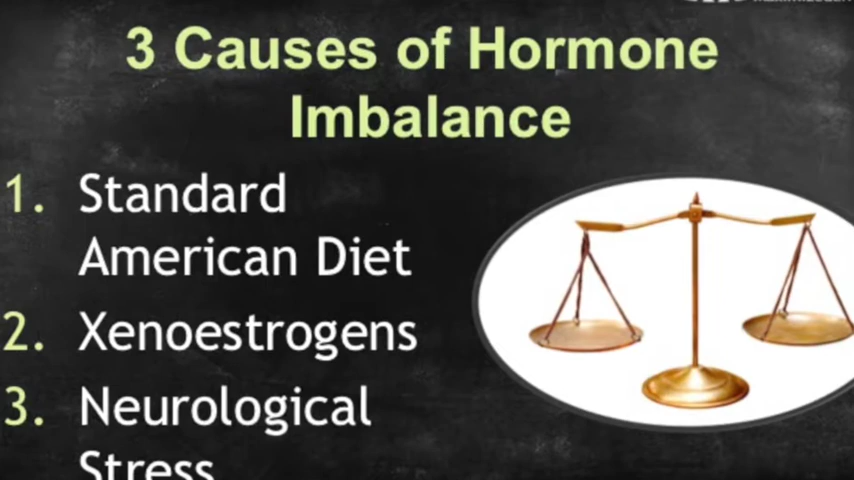 3 Causes of Hormone
Imbalance
1. Standard
American Diet
2. Xenoestrogens
3. Neurological
Stress